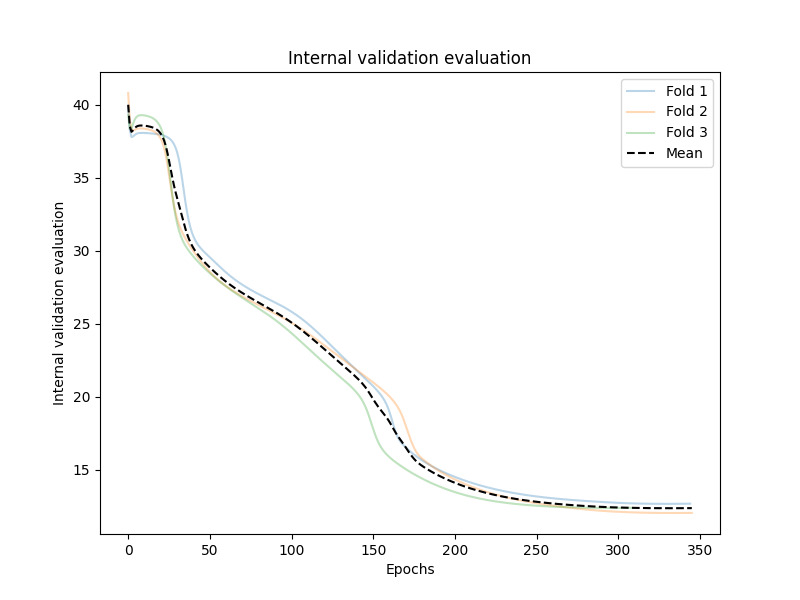 Internal validation evaluation
Fold 1
Fold 2
Fold 3
Mean
Internal validation evaluation
40
35
30
25
20
15
0 50 100 150 200 250 300 350
Epochs